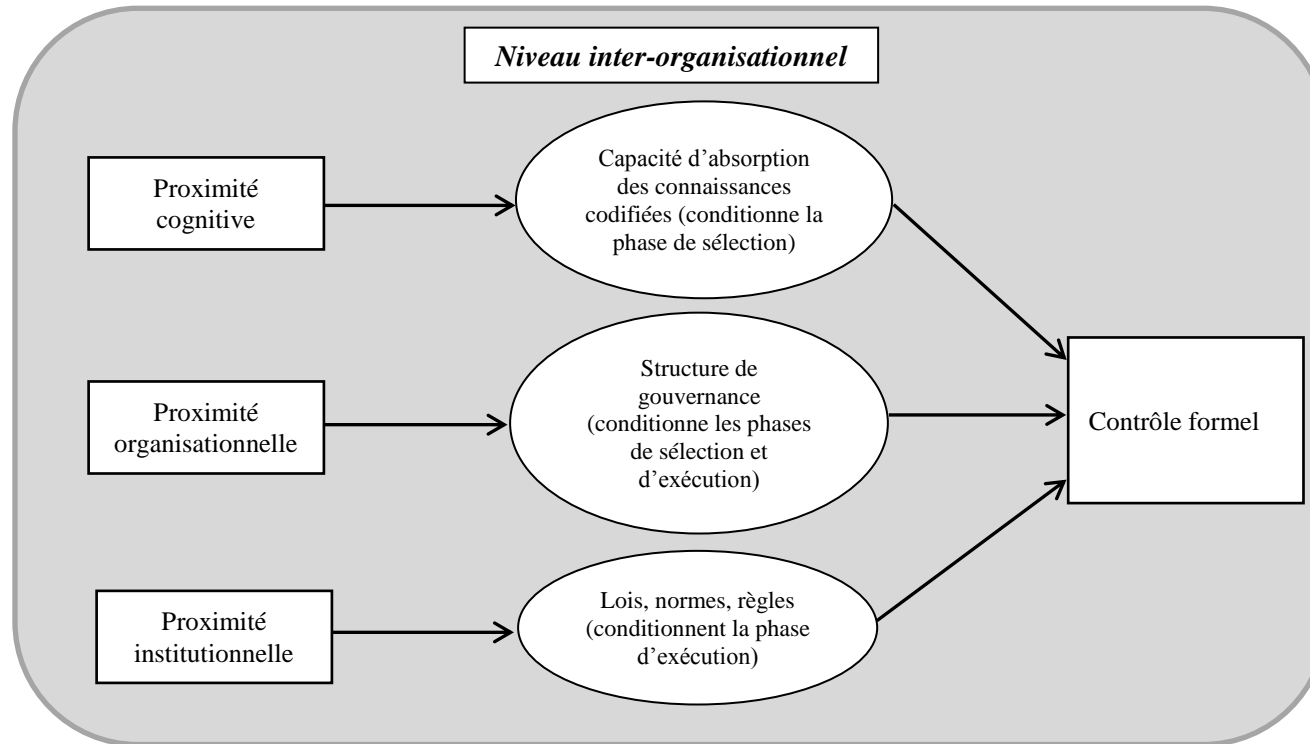 Niveau inter-organisationnel
Proximité
cognitive
Capacité d’absorption
des connaissances
codifiées (conditionne la
phase de sélection)
Proximité
organisationnelle
Structure de
gouvernance
(conditionne les phases
de sélection et
d’exécution)
Contrôle formel
Proximité
institutionnelle
Lois, normes, règles
(conditionnent la phase
d’exécution)